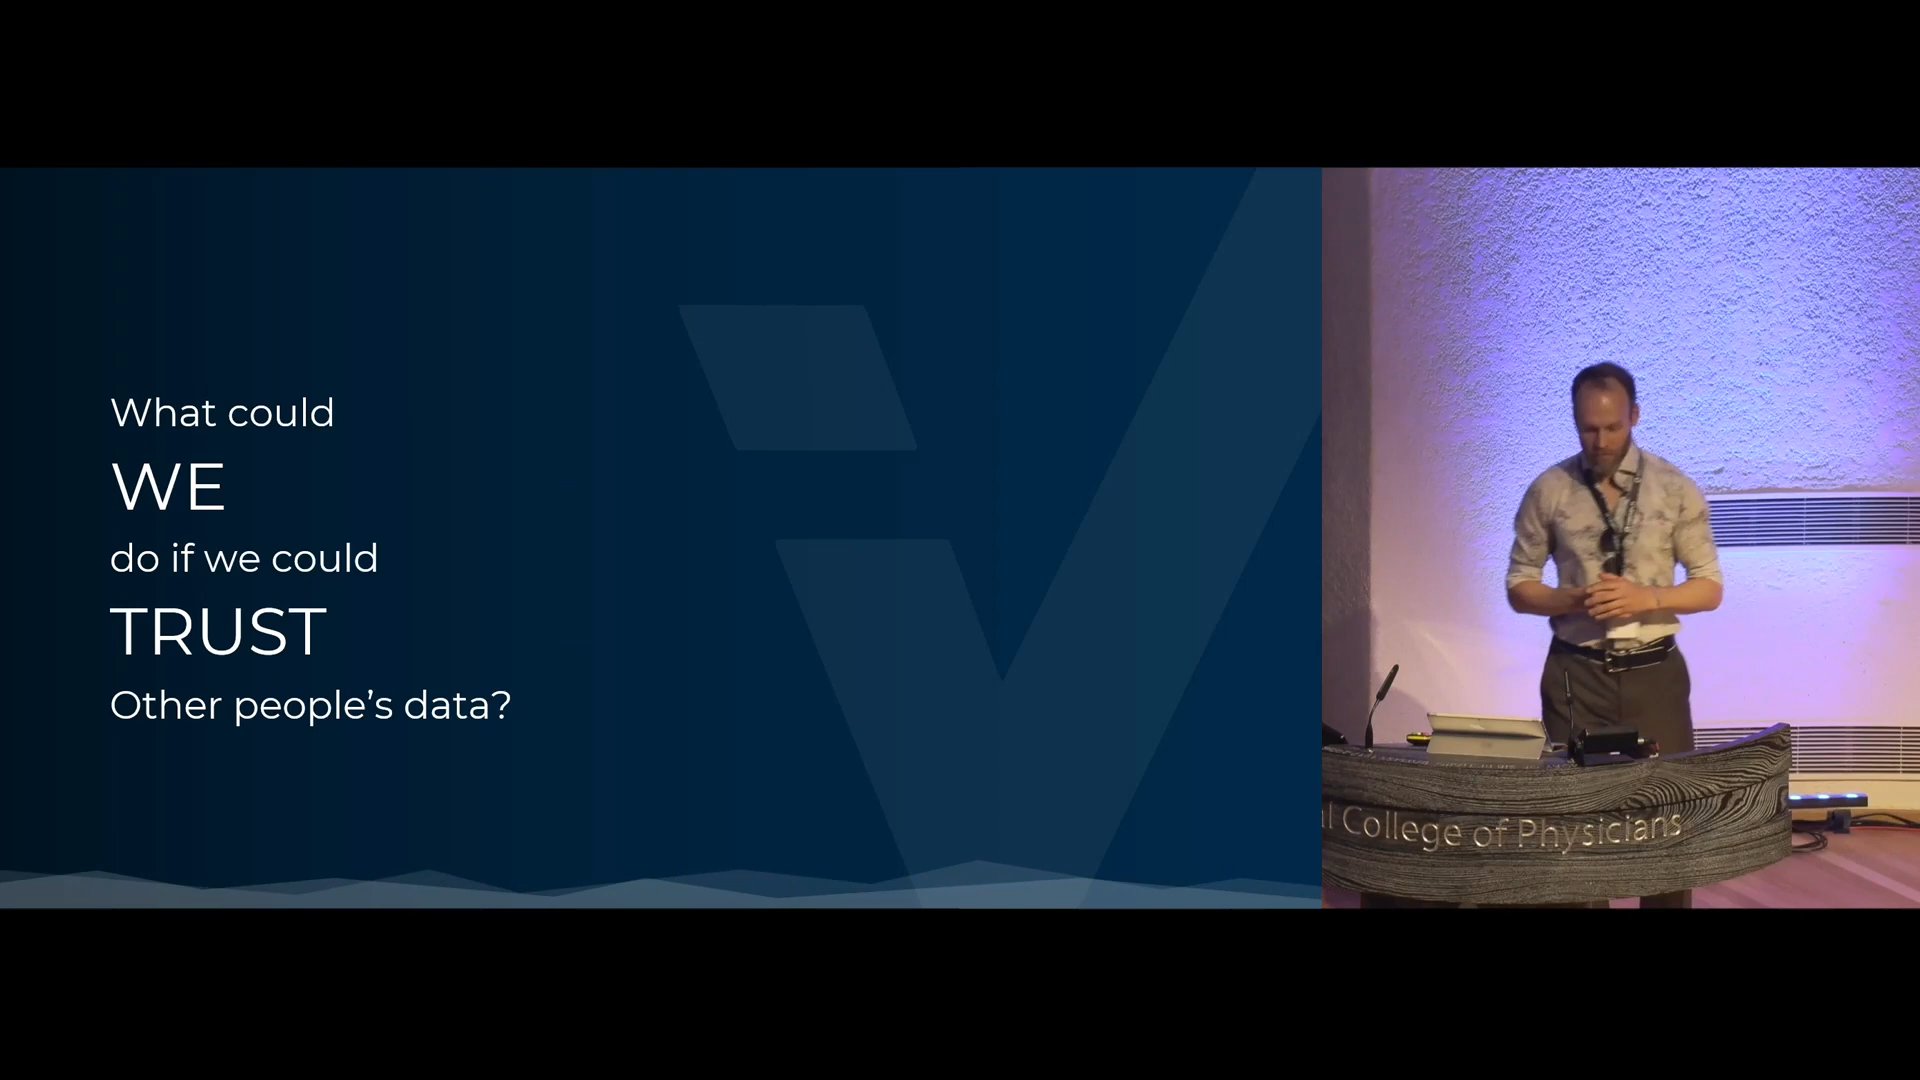 What could
WE
do if we could
TRUST
Other people’s data?
l College of Physicians